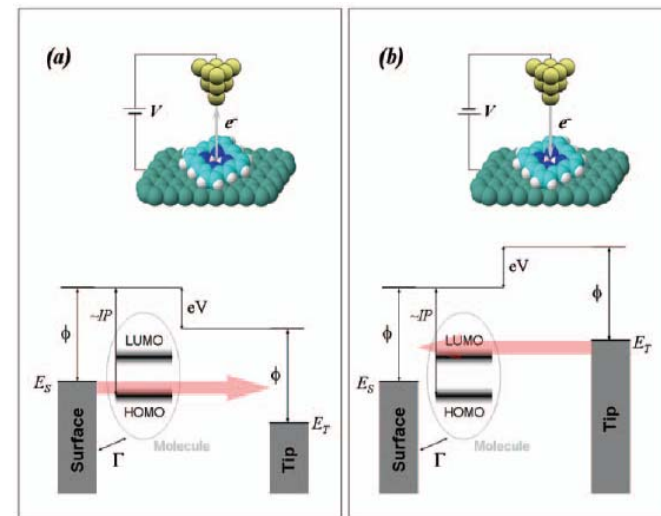 (a)
V
e-
eV
ϕ
~IP
ϕ
LUMO
E_S
HOMO
E_T
Molecule
Surface
Γ
Tip
(b)
V
e-
eV
ϕ
ϕ
~IP
LUMO
E_T
E_S
HOMO
Molecule
Surface
Γ
Tip